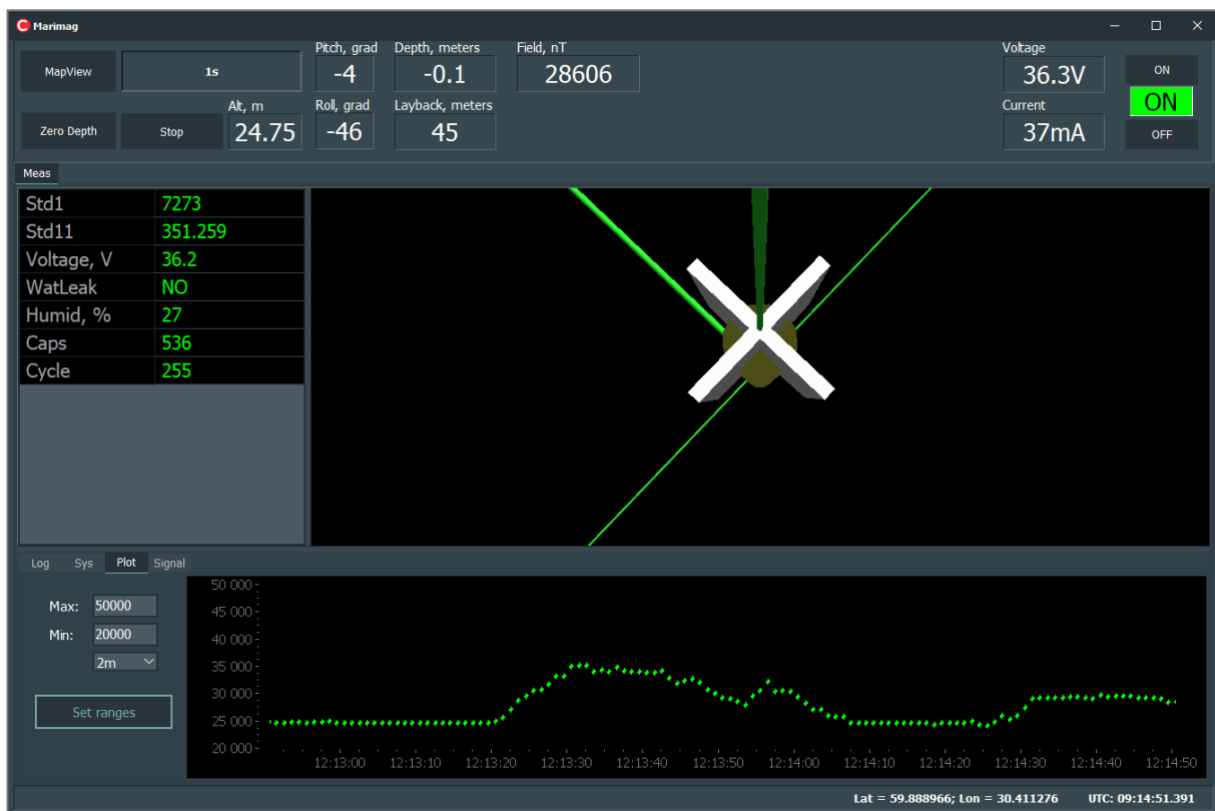 Marimag
MapView
1s
Pitch, grad
-4
Depth, meters
-0.1
Field, nT
28606
Voltage
36.3V
ON
Zero Depth
Stop
Alt, m
24.75
Roll, grad
-46
Layback, meters
45
Current
37mA
ON
OFF
Meas
Std1 7273
Std11 351.259
Voltage, V 36.2
WatLeak NO
Humid, % 27
Caps 536
Cycle 255
Log Sys Plot Signal
Max: 50000
Min: 20000
2m
Set ranges
50 000
45 000
40 000
35 000
30 000
25 000
20 000
12:13:00 12:13:10 12:13:20 12:13:30 12:13:40 12:13:50 12:14:00 12:14:10 12:14:20 12:14:30 12:14:40 12:14:50
Lat = 59.888966; Lon = 30.411276 UTC: 09:14:51.391